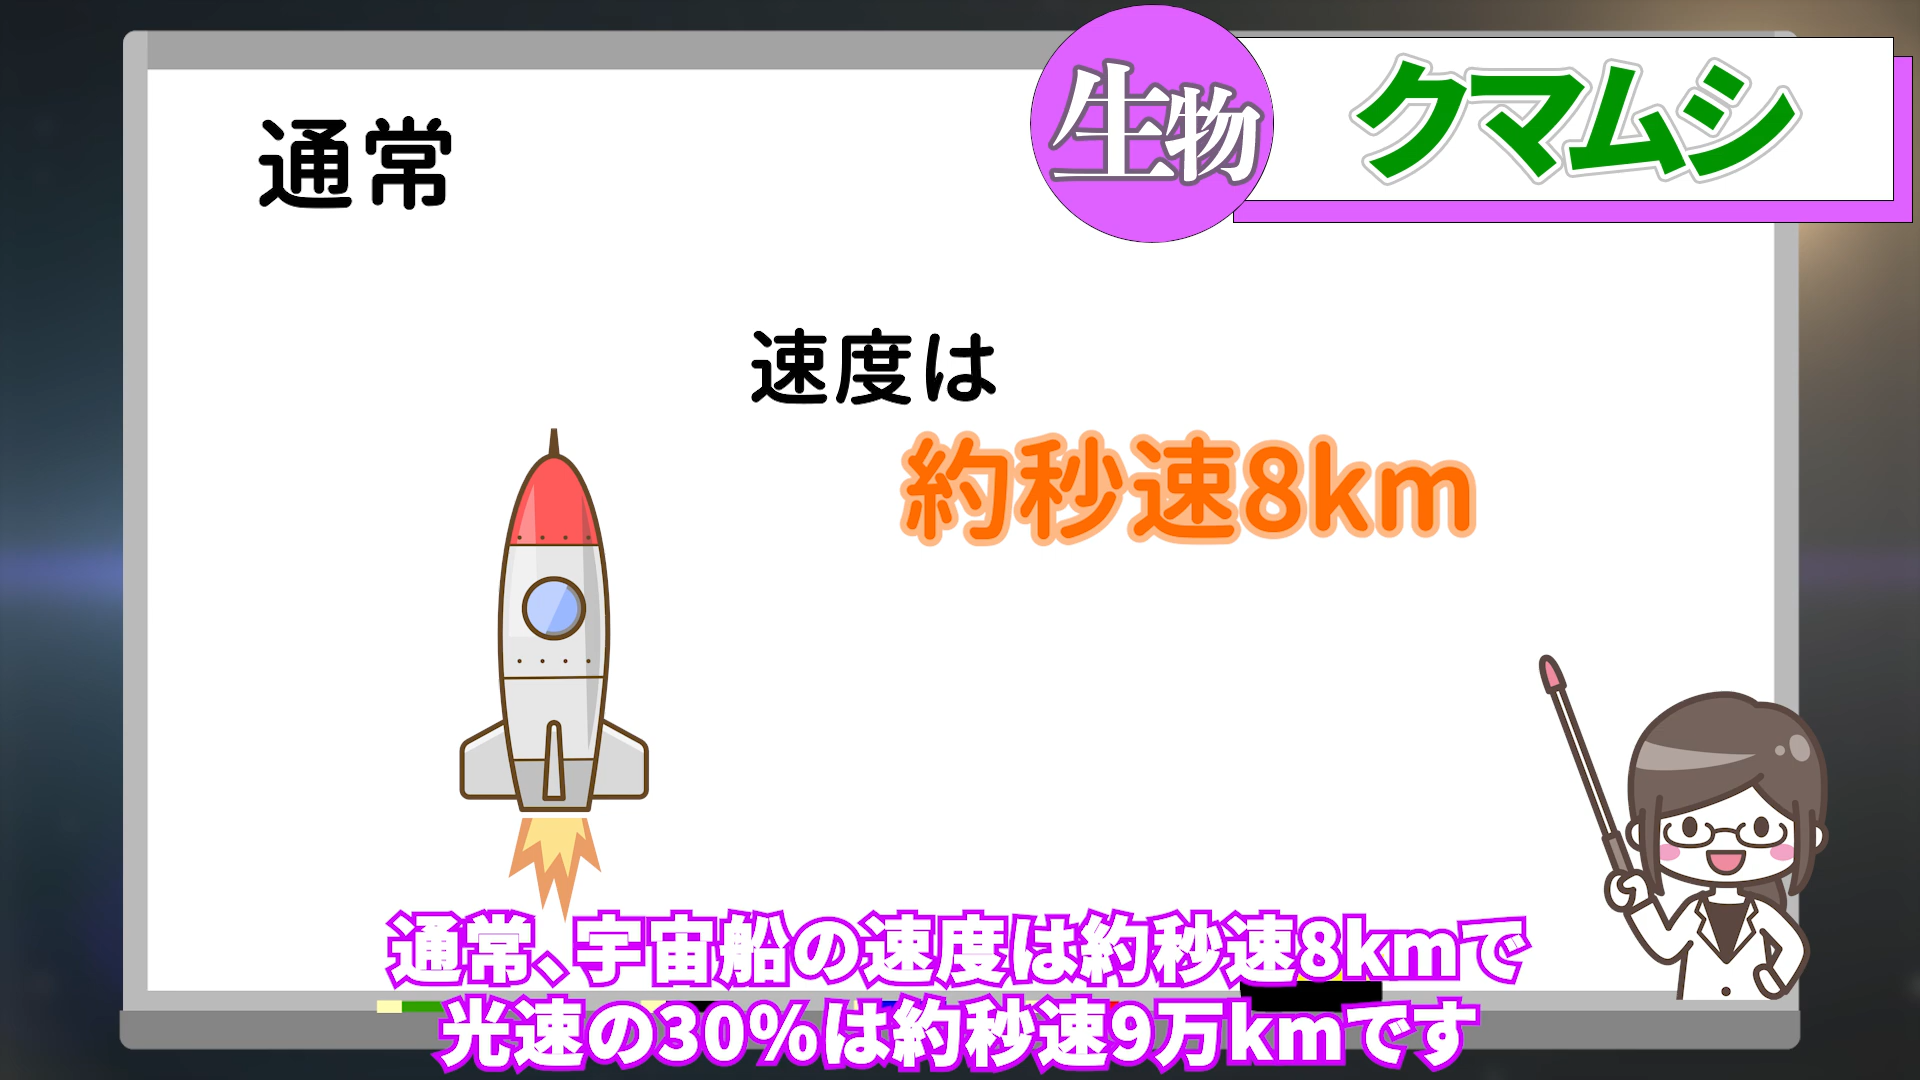 生物
クマムシ
通常
速度は
約秒速8km
通常、宇宙船の速度は約秒速8kmで
光速の30%は約秒速9万kmです